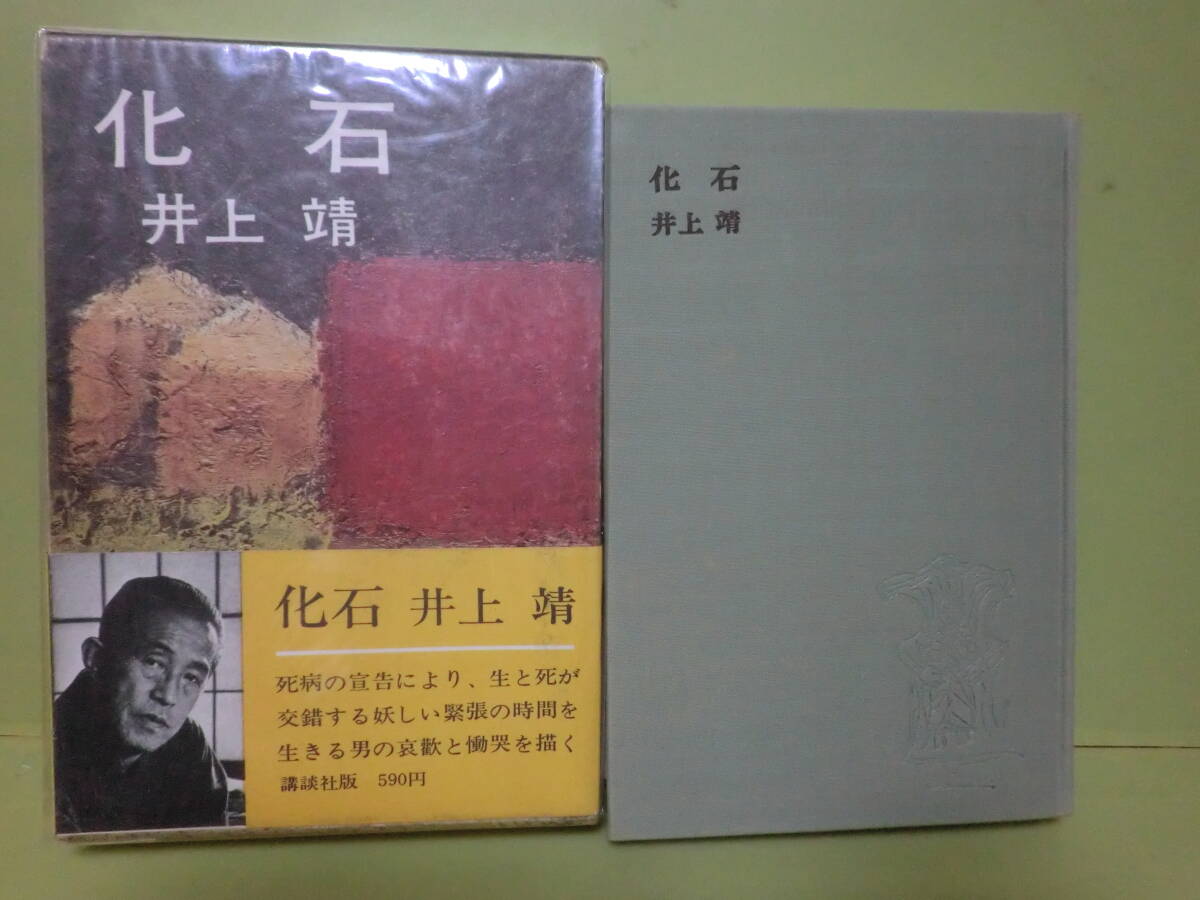 化石
井上 靖
化石 井上 靖
死病の宣告により、生と死が
交錯する妖しい緊張の時間を
生きる男の哀歓と慟哭を描く
講談社版 590円
化石
井上 靖